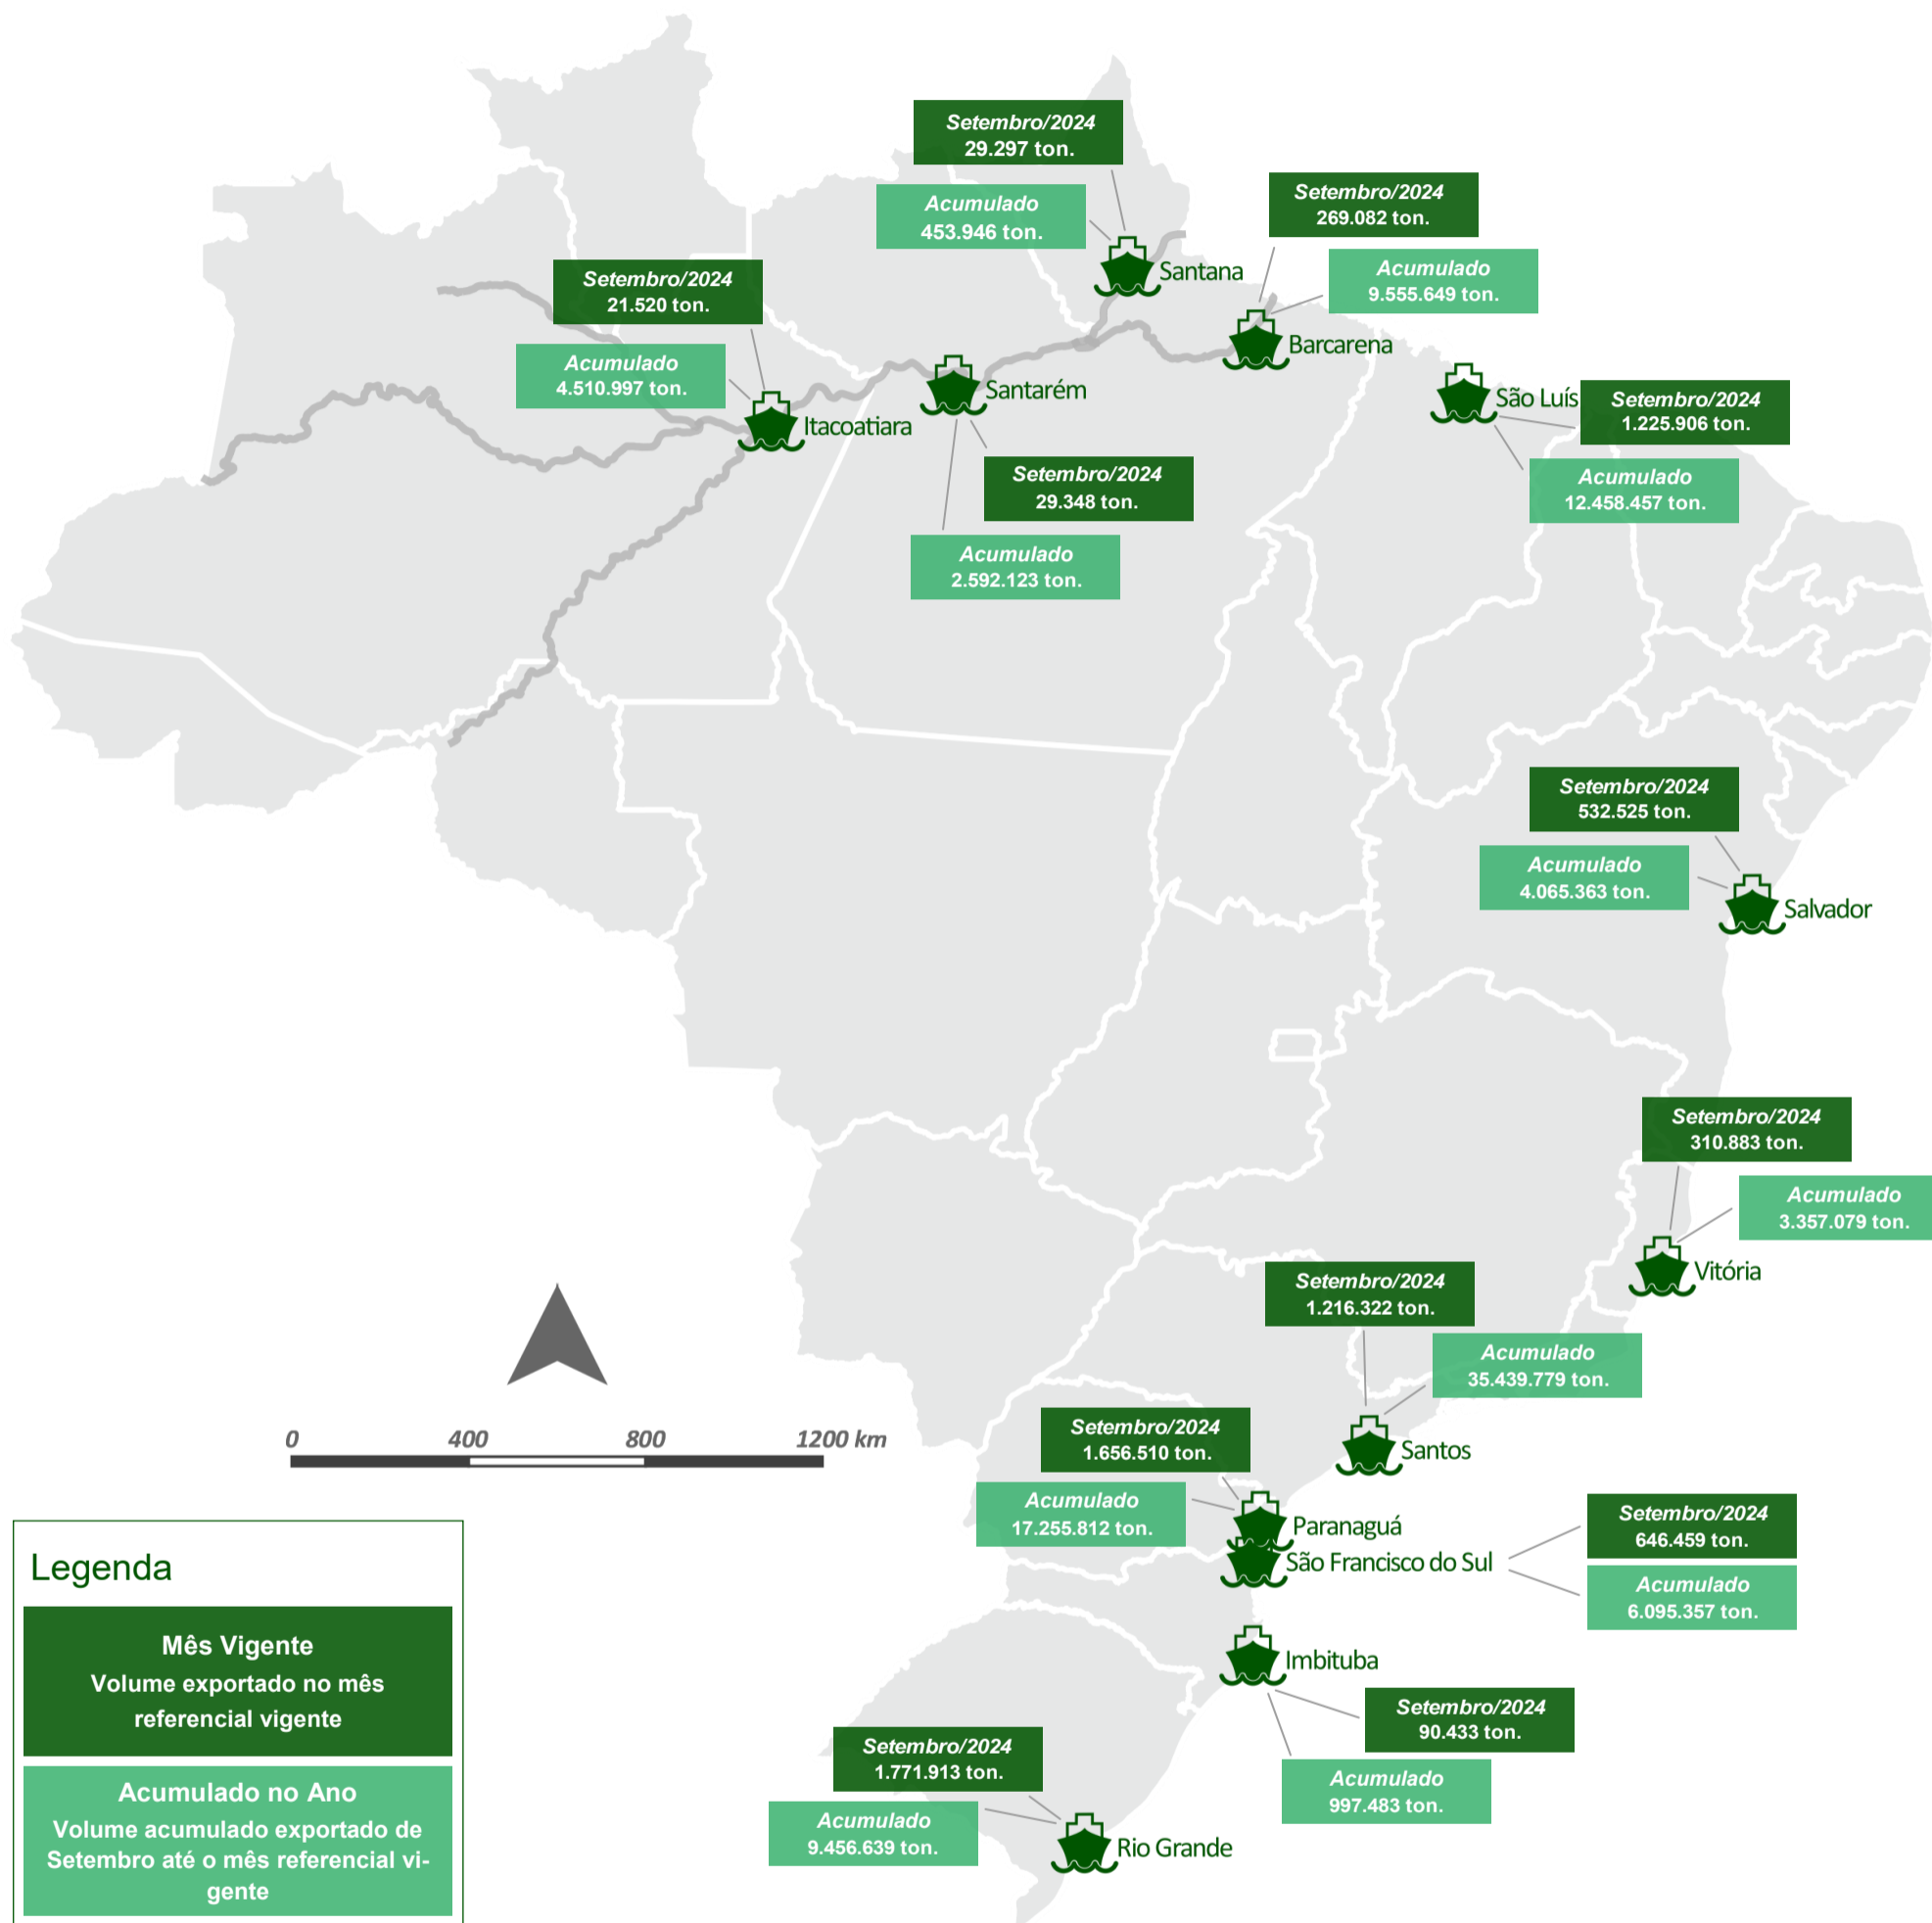 Setembro/2024
29.297 ton.
Acumulado
453.946 ton.
Santana
Setembro/2024
269.082 ton.
Acumulado
9.555.649 ton.
Barcarena
Setembro/2024
21.520 ton.
Acumulado
4.510.997 ton.
Itacoatiara
Santarém
Setembro/2024
29.348 ton.
Acumulado
2.592.123 ton.
São Luís
Setembro/2024
1.225.906 ton.
Acumulado
12.458.457 ton.
Setembro/2024
532.525 ton.
Acumulado
4.065.363 ton.
Salvador
Setembro/2024
310.883 ton.
Acumulado
3.357.079 ton.
Vitória
Setembro/2024
1.216.322 ton.
Acumulado
35.439.779 ton.
Santos
Setembro/2024
1.656.510 ton.
Acumulado
17.255.812 ton.
Paranaguá
São Francisco do Sul
Setembro/2024
646.459 ton.
Acumulado
6.095.357 ton.
Imbituba
Setembro/2024
90.433 ton.
Acumulado
997.483 ton.
Setembro/2024
1.771.913 ton.
Acumulado
9.456.639 ton.
Rio Grande
0 400 800 1200 km
Legenda
Mês Vigente
Volume exportado no mês
referencial vigente
Acumulado no Ano
Volume acumulado exportado de
Setembro até o mês referencial vi-
gente